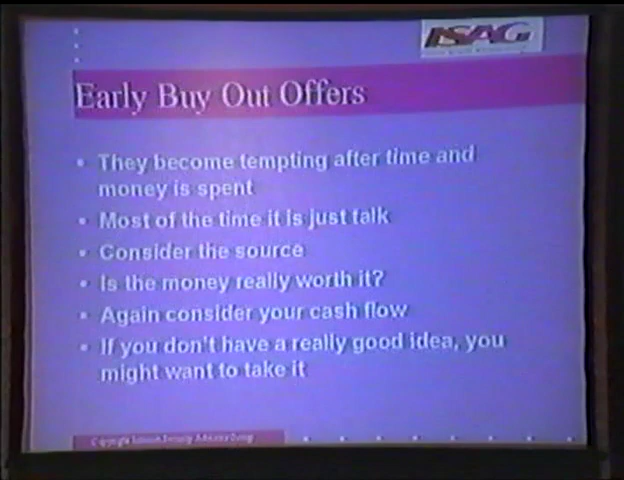 ISAG
Early Buy Out Offers
• They become tempting after time and
money is spent
• Most of the time it is just talk
• Consider the source
• Is the money really worth it?
• Again consider your cash flow
• If you don't have a really good idea, you
might want to take it